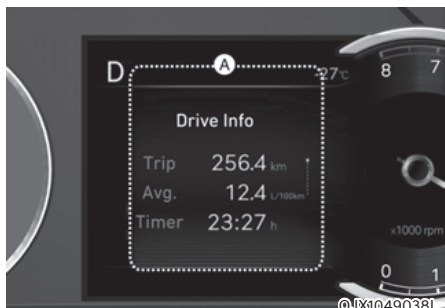 A
D
-27℃
8 7
Drive Info
Trip 256.4 km
Avg. 12.4 L/100km
Timer 23:27 h
x1000 rpm
0 1
OJX1049038L